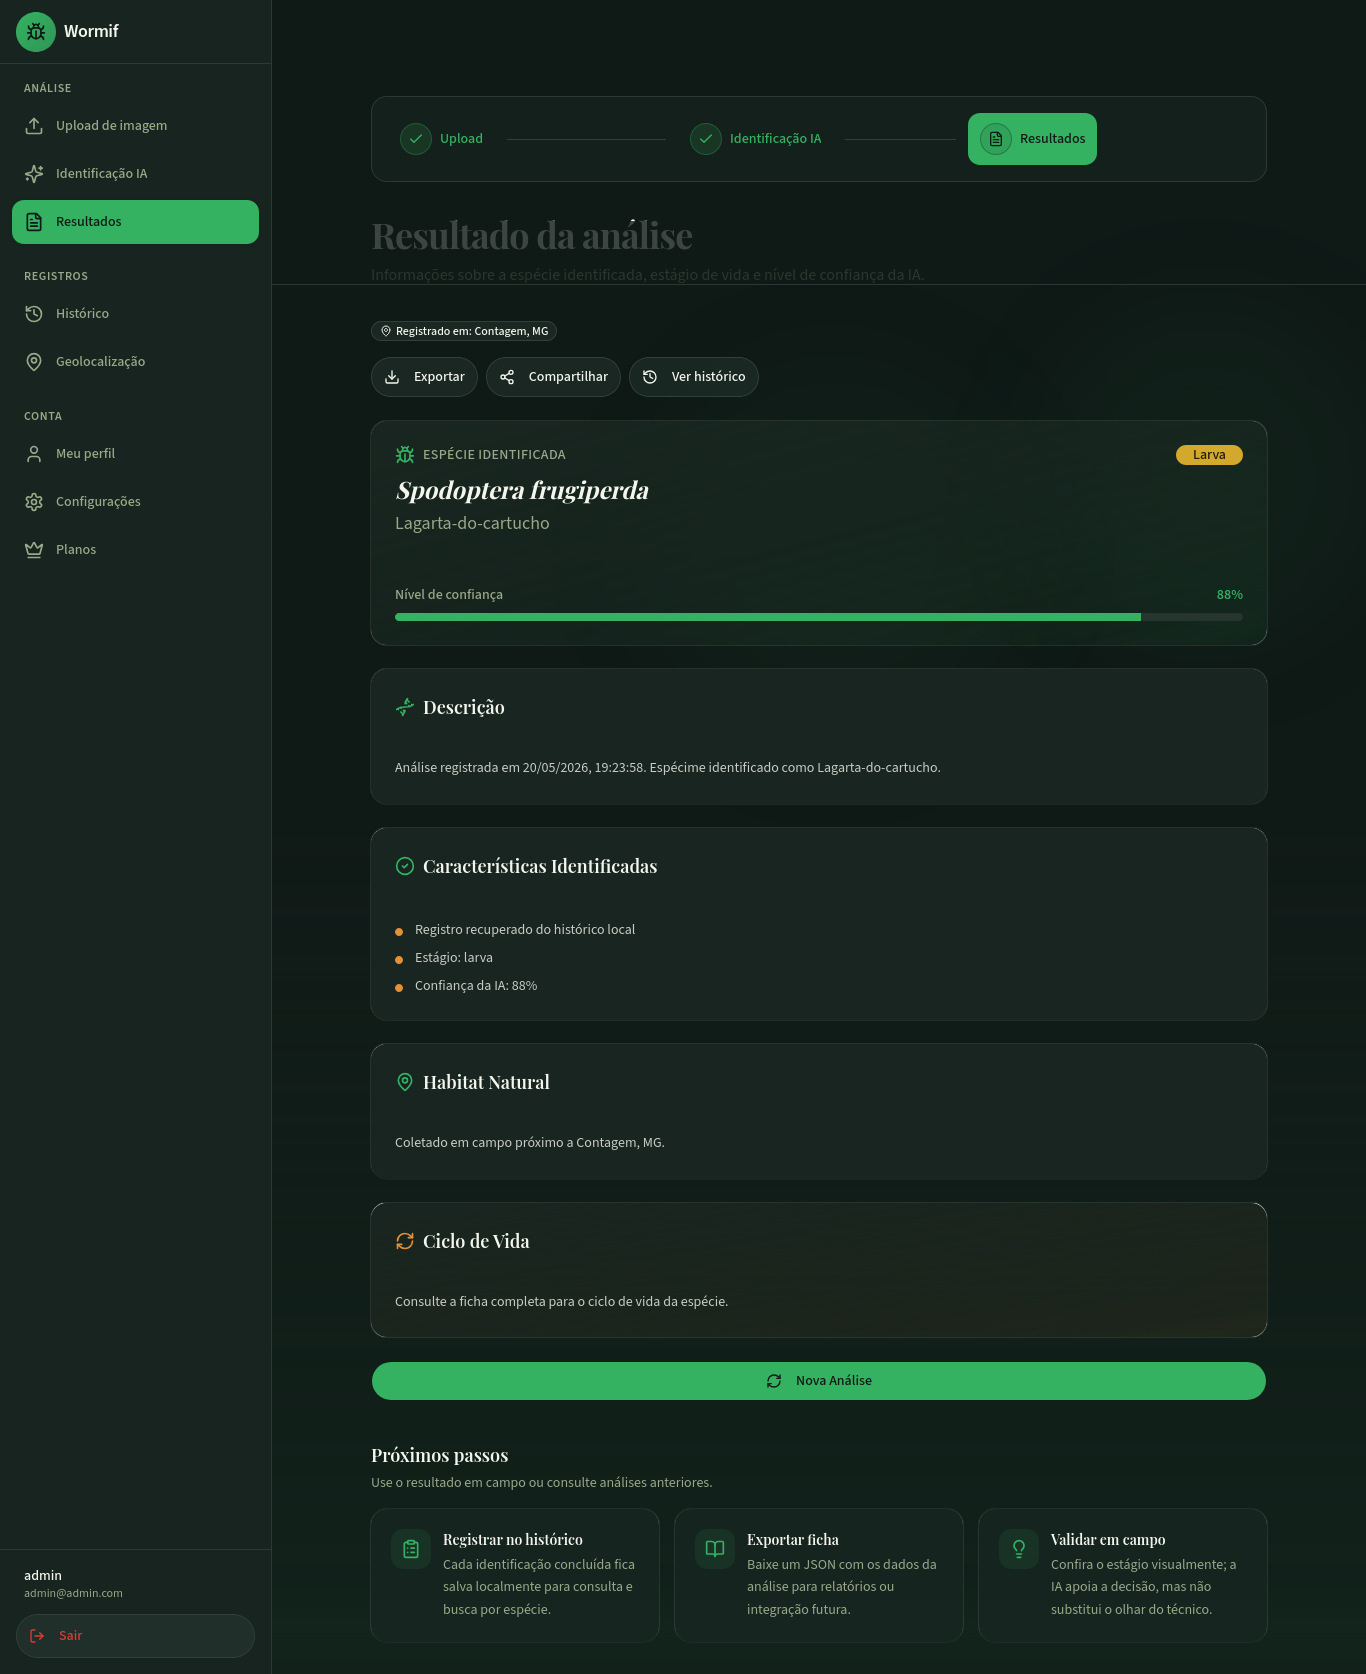 Wormif
ANÁLISE
Upload de imagem
Identificação IA
Resultados
REGISTROS
Histórico
Geolocalização
CONTA
Meu perfil
Configurações
Planos
admin
admin@admin.com
Sair
Upload
Identificação IA
Resultados
Resultado da análise
Informações sobre a espécie identificada, estágio de vida e nível de confiança da IA.
Registrado em: Contagem, MG
Exportar
Compartilhar
Ver histórico
ESPÉCIE IDENTIFICADA
Larva
Spodoptera frugiperda
Lagarta-do-cartucho
Nível de confiança
88%
Descrição
Análise registrada em 20/05/2026, 19:23:58. Espécime identificado como Lagarta-do-cartucho.
Características Identificadas
Registro recuperado do histórico local
Estágio: larva
Confiança da IA: 88%
Habitat Natural
Coletado em campo próximo a Contagem, MG.
Ciclo de Vida
Consulte a ficha completa para o ciclo de vida da espécie.
Nova Análise
Próximos passos
Use o resultado em campo ou consulte análises anteriores.
Registrar no histórico
Cada identificação concluída fica
salva localmente para consulta e
busca por espécie.
Exportar ficha
Baixe um JSON com os dados da
análise para relatórios ou
integração futura.
Validar em campo
Confira o estágio visualmente; a
IA apoia a decisão, mas não
substitui o olhar do técnico.